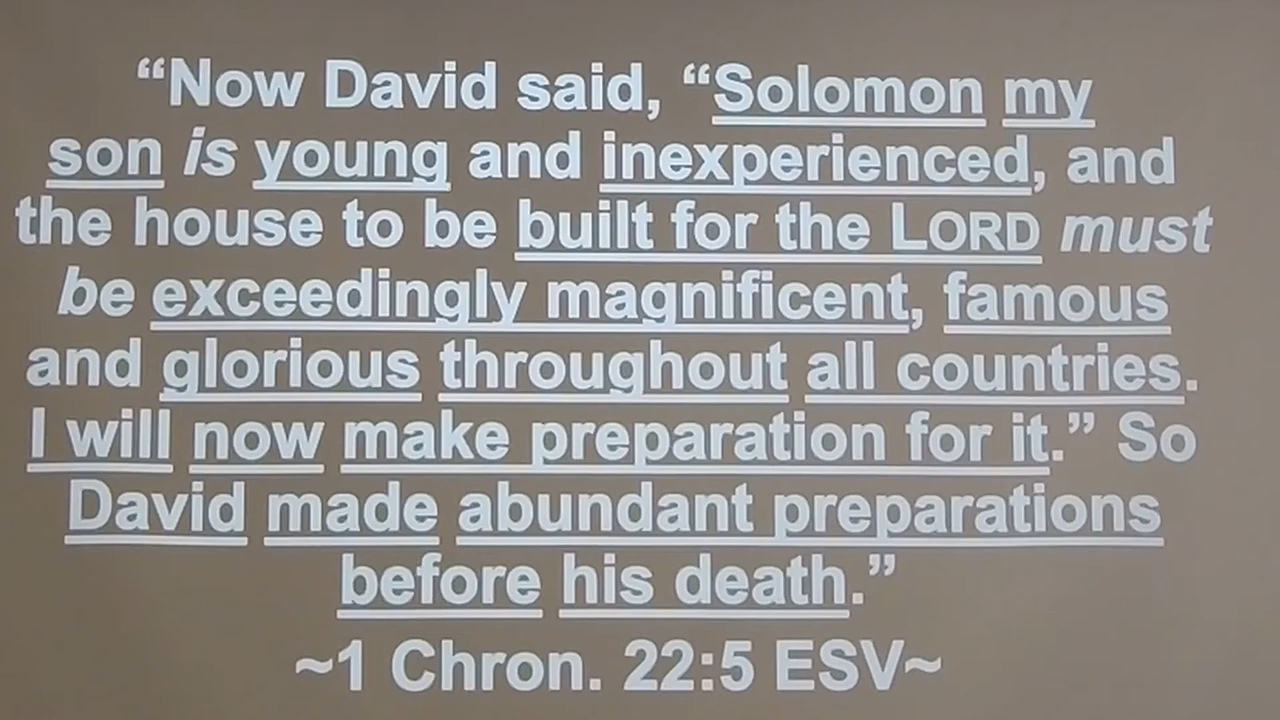 “Now David said, “Solomon my
son is young and inexperienced, and
the house to be built for the LORD must
be exceedingly magnificent, famous
and glorious throughout all countries.
I will now make preparation for it.” So
David made abundant preparations
before his death.”
~1 Chron. 22:5 ESV~